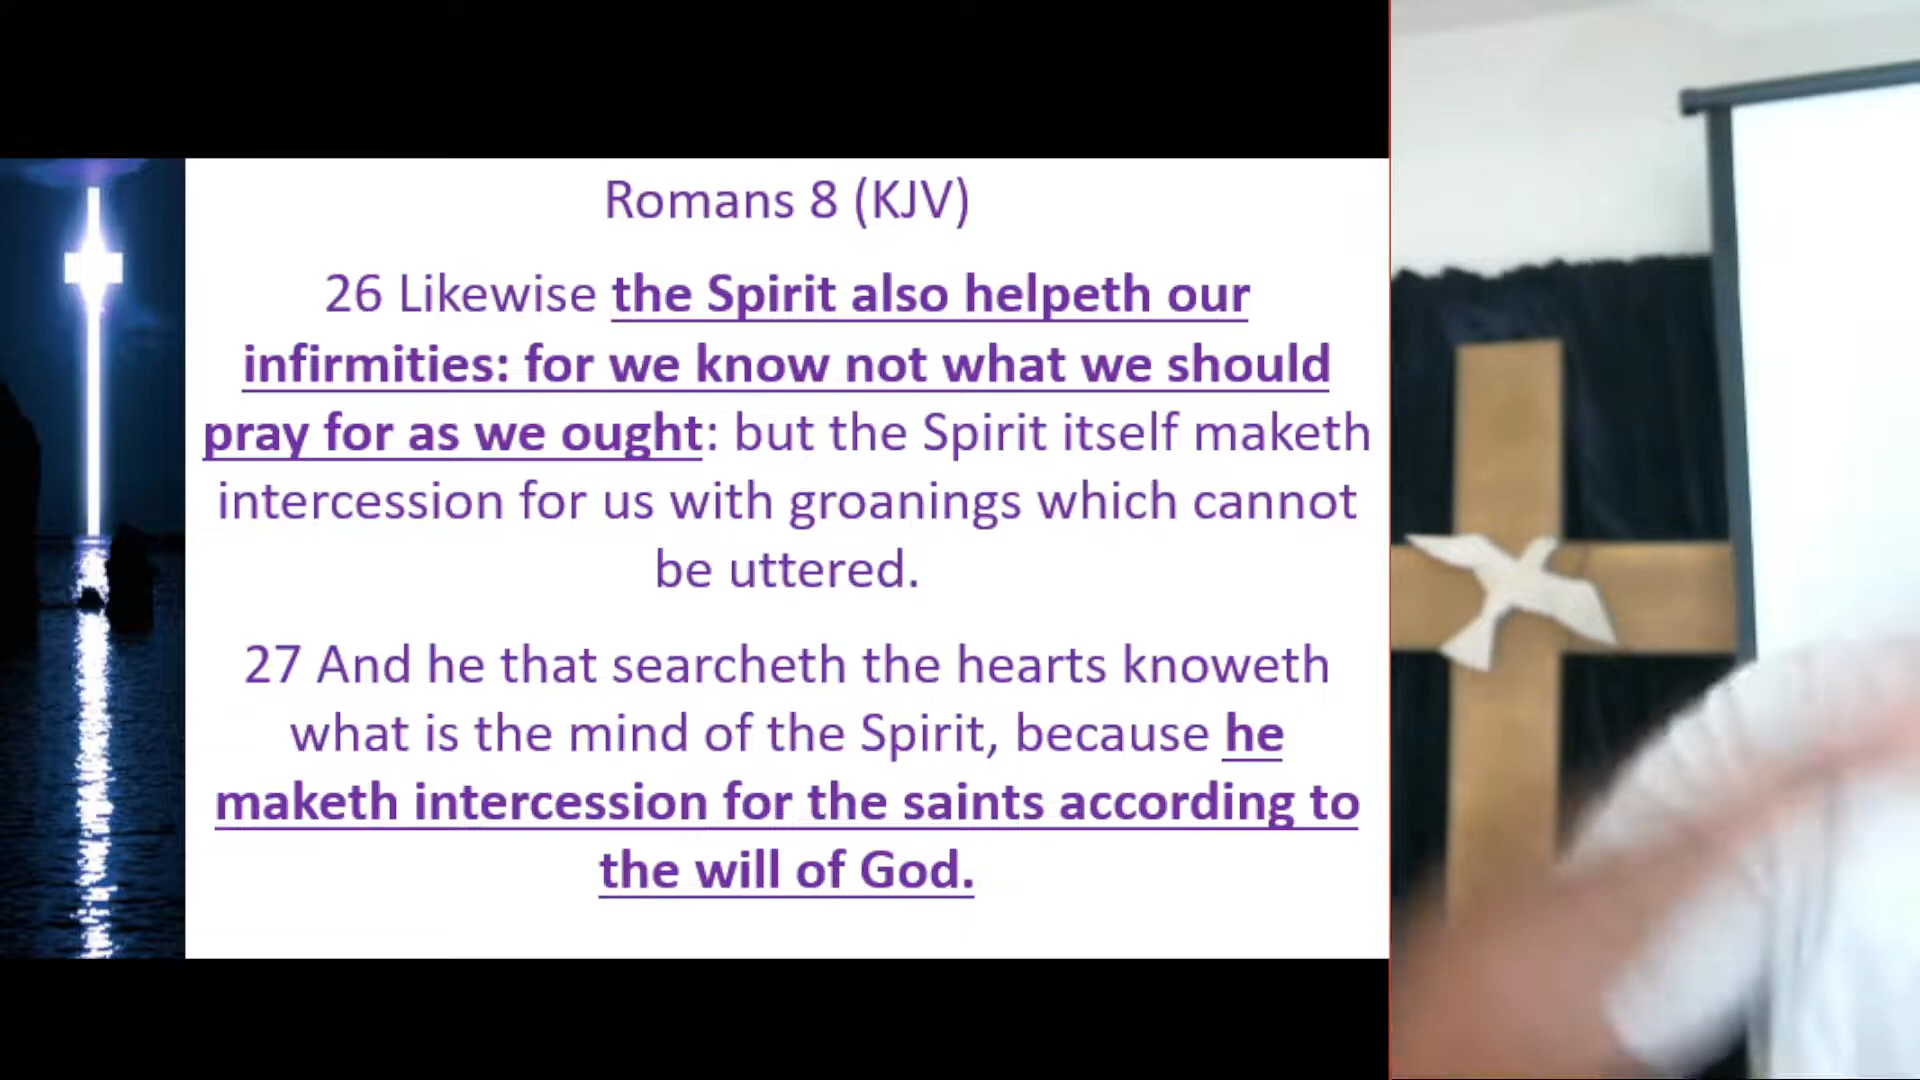 Romans 8 (KJV)
26 Likewise the Spirit also helpeth our
infirmities: for we know not what we should
pray for as we ought: but the Spirit itself maketh
intercession for us with groanings which cannot
be uttered.
27 And he that searcheth the hearts knoweth
what is the mind of the Spirit, because he
maketh intercession for the saints according to
the will of God.